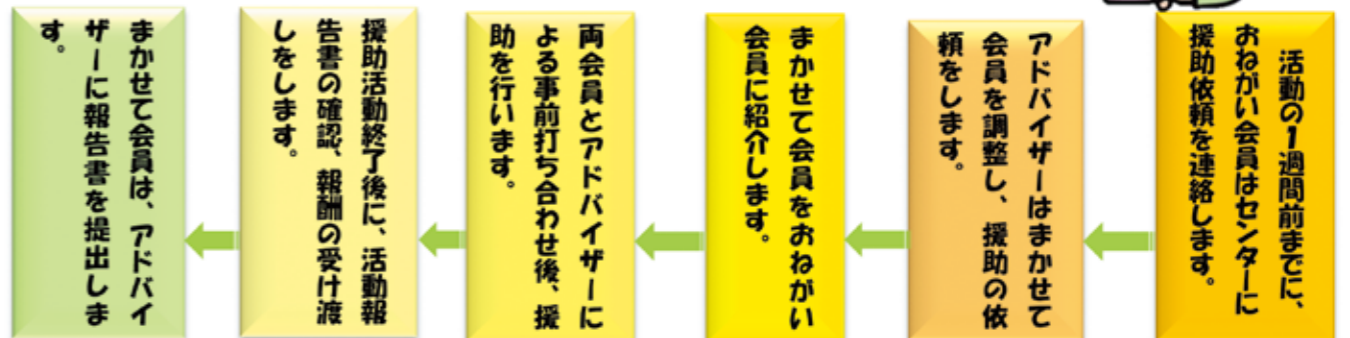 活動の1週間前までに、
おねがい会員はセンターに
援助依頼を連絡します。
アドバイザーはまかせて
会員を調整し、援助の依
頼をします。
まかせて会員をおねがい
会員に紹介します。
両会員とアドバイザーに
よる事前打ち合わせ後、援
助を行います。
援助活動終了後に、活動報
告書の確認、報酬の受け渡
しをします。
まかせて会員は、アドバイ
ザーに報告書を提出しま
す。